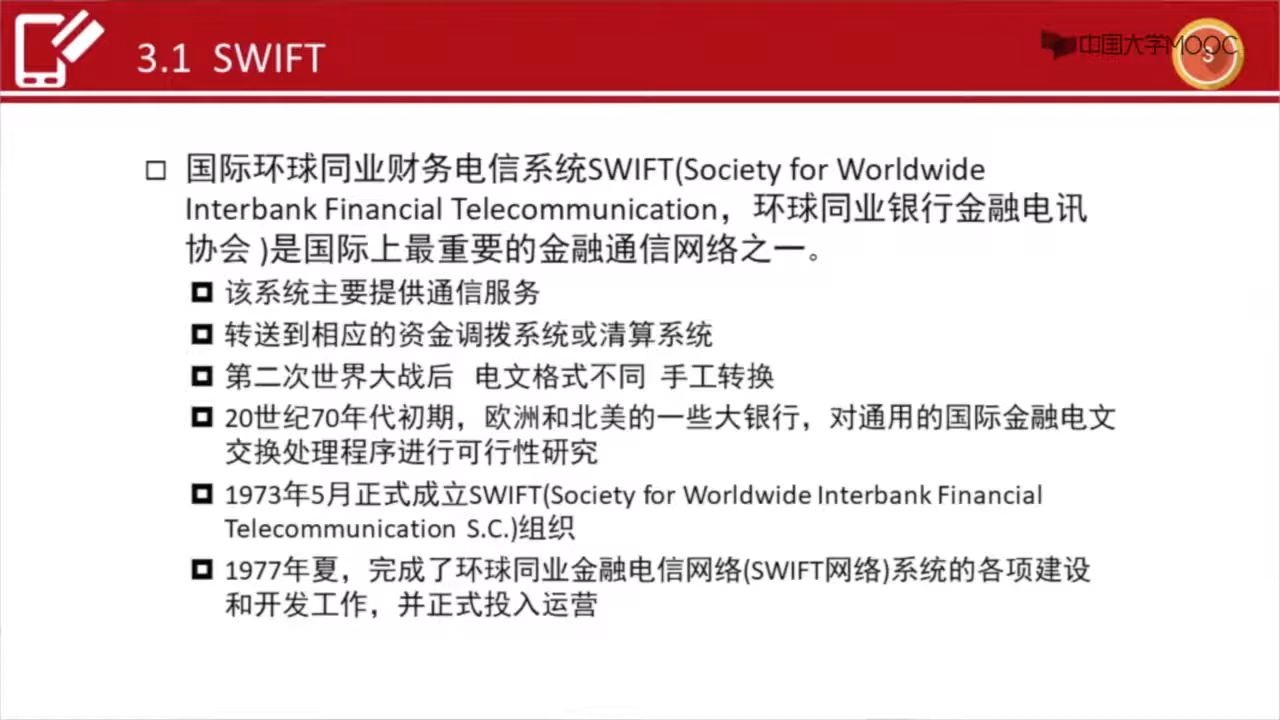 3.1 SWIFT
中国大学MOOC
3
国际环球同业财务电信系统SWIFT(Society for Worldwide
Interbank Financial Telecommunication，环球同业银行金融电讯
协会 )是国际上最重要的金融通信网络之一。
该系统主要提供通信服务
转送到相应的资金调拨系统或清算系统
第二次世界大战后 电文格式不同 手工转换
20世纪70年代初期，欧洲和北美的一些大银行，对通用的国际金融电文
交换处理程序进行可行性研究
1973年5月正式成立SWIFT(Society for Worldwide Interbank Financial
Telecommunication S.C.)组织
1977年夏，完成了环球同业金融电信网络(SWIFT网络)系统的各项建设
和开发工作，并正式投入运营